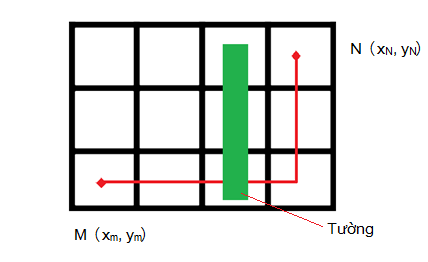 N (xN, yN)
M (xm, ym)
Tường